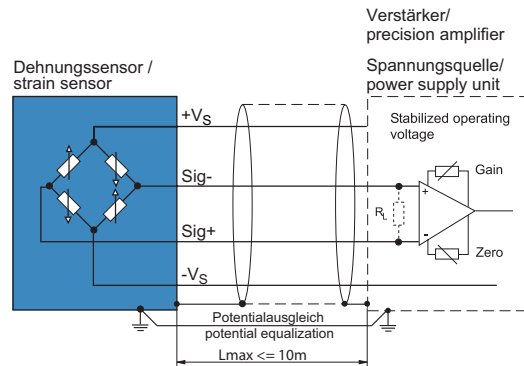 Verstärker/
precision amplifier
Dehnungssensor /
strain sensor
Spannungsquelle/
power supply unit
+VS
Stabilized operating
voltage
Gain
Sig-
+
RL
Sig+
-
Zero
-VS
Potentialausgleich
potential equalization
Lmax <= 10m